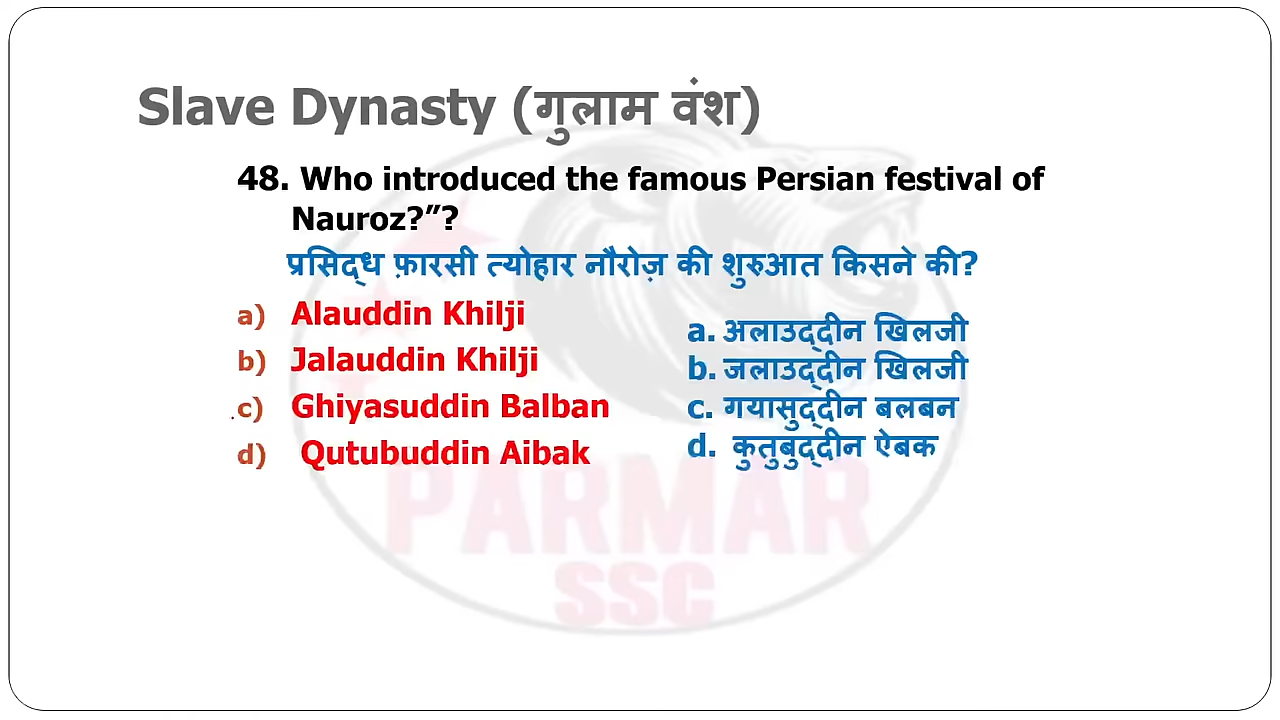 Slave Dynasty (गुलाम वंश)
48. Who introduced the famous Persian festival of
Nauroz?”?
प्रसिद्ध फ़ारसी त्योहार नौरोज़ की शुरुआत किसने की?
a) Alauddin Khilji
b) Jalauddin Khilji
c) Ghiyasuddin Balban
d) Qutubuddin Aibak
a. अलाउद्दीन खिलजी
b. जलाउद्दीन खिलजी
c. गयासुद्दीन बलबन
d. कुतुबुद्दीन ऐबक
PARMAR
SSC